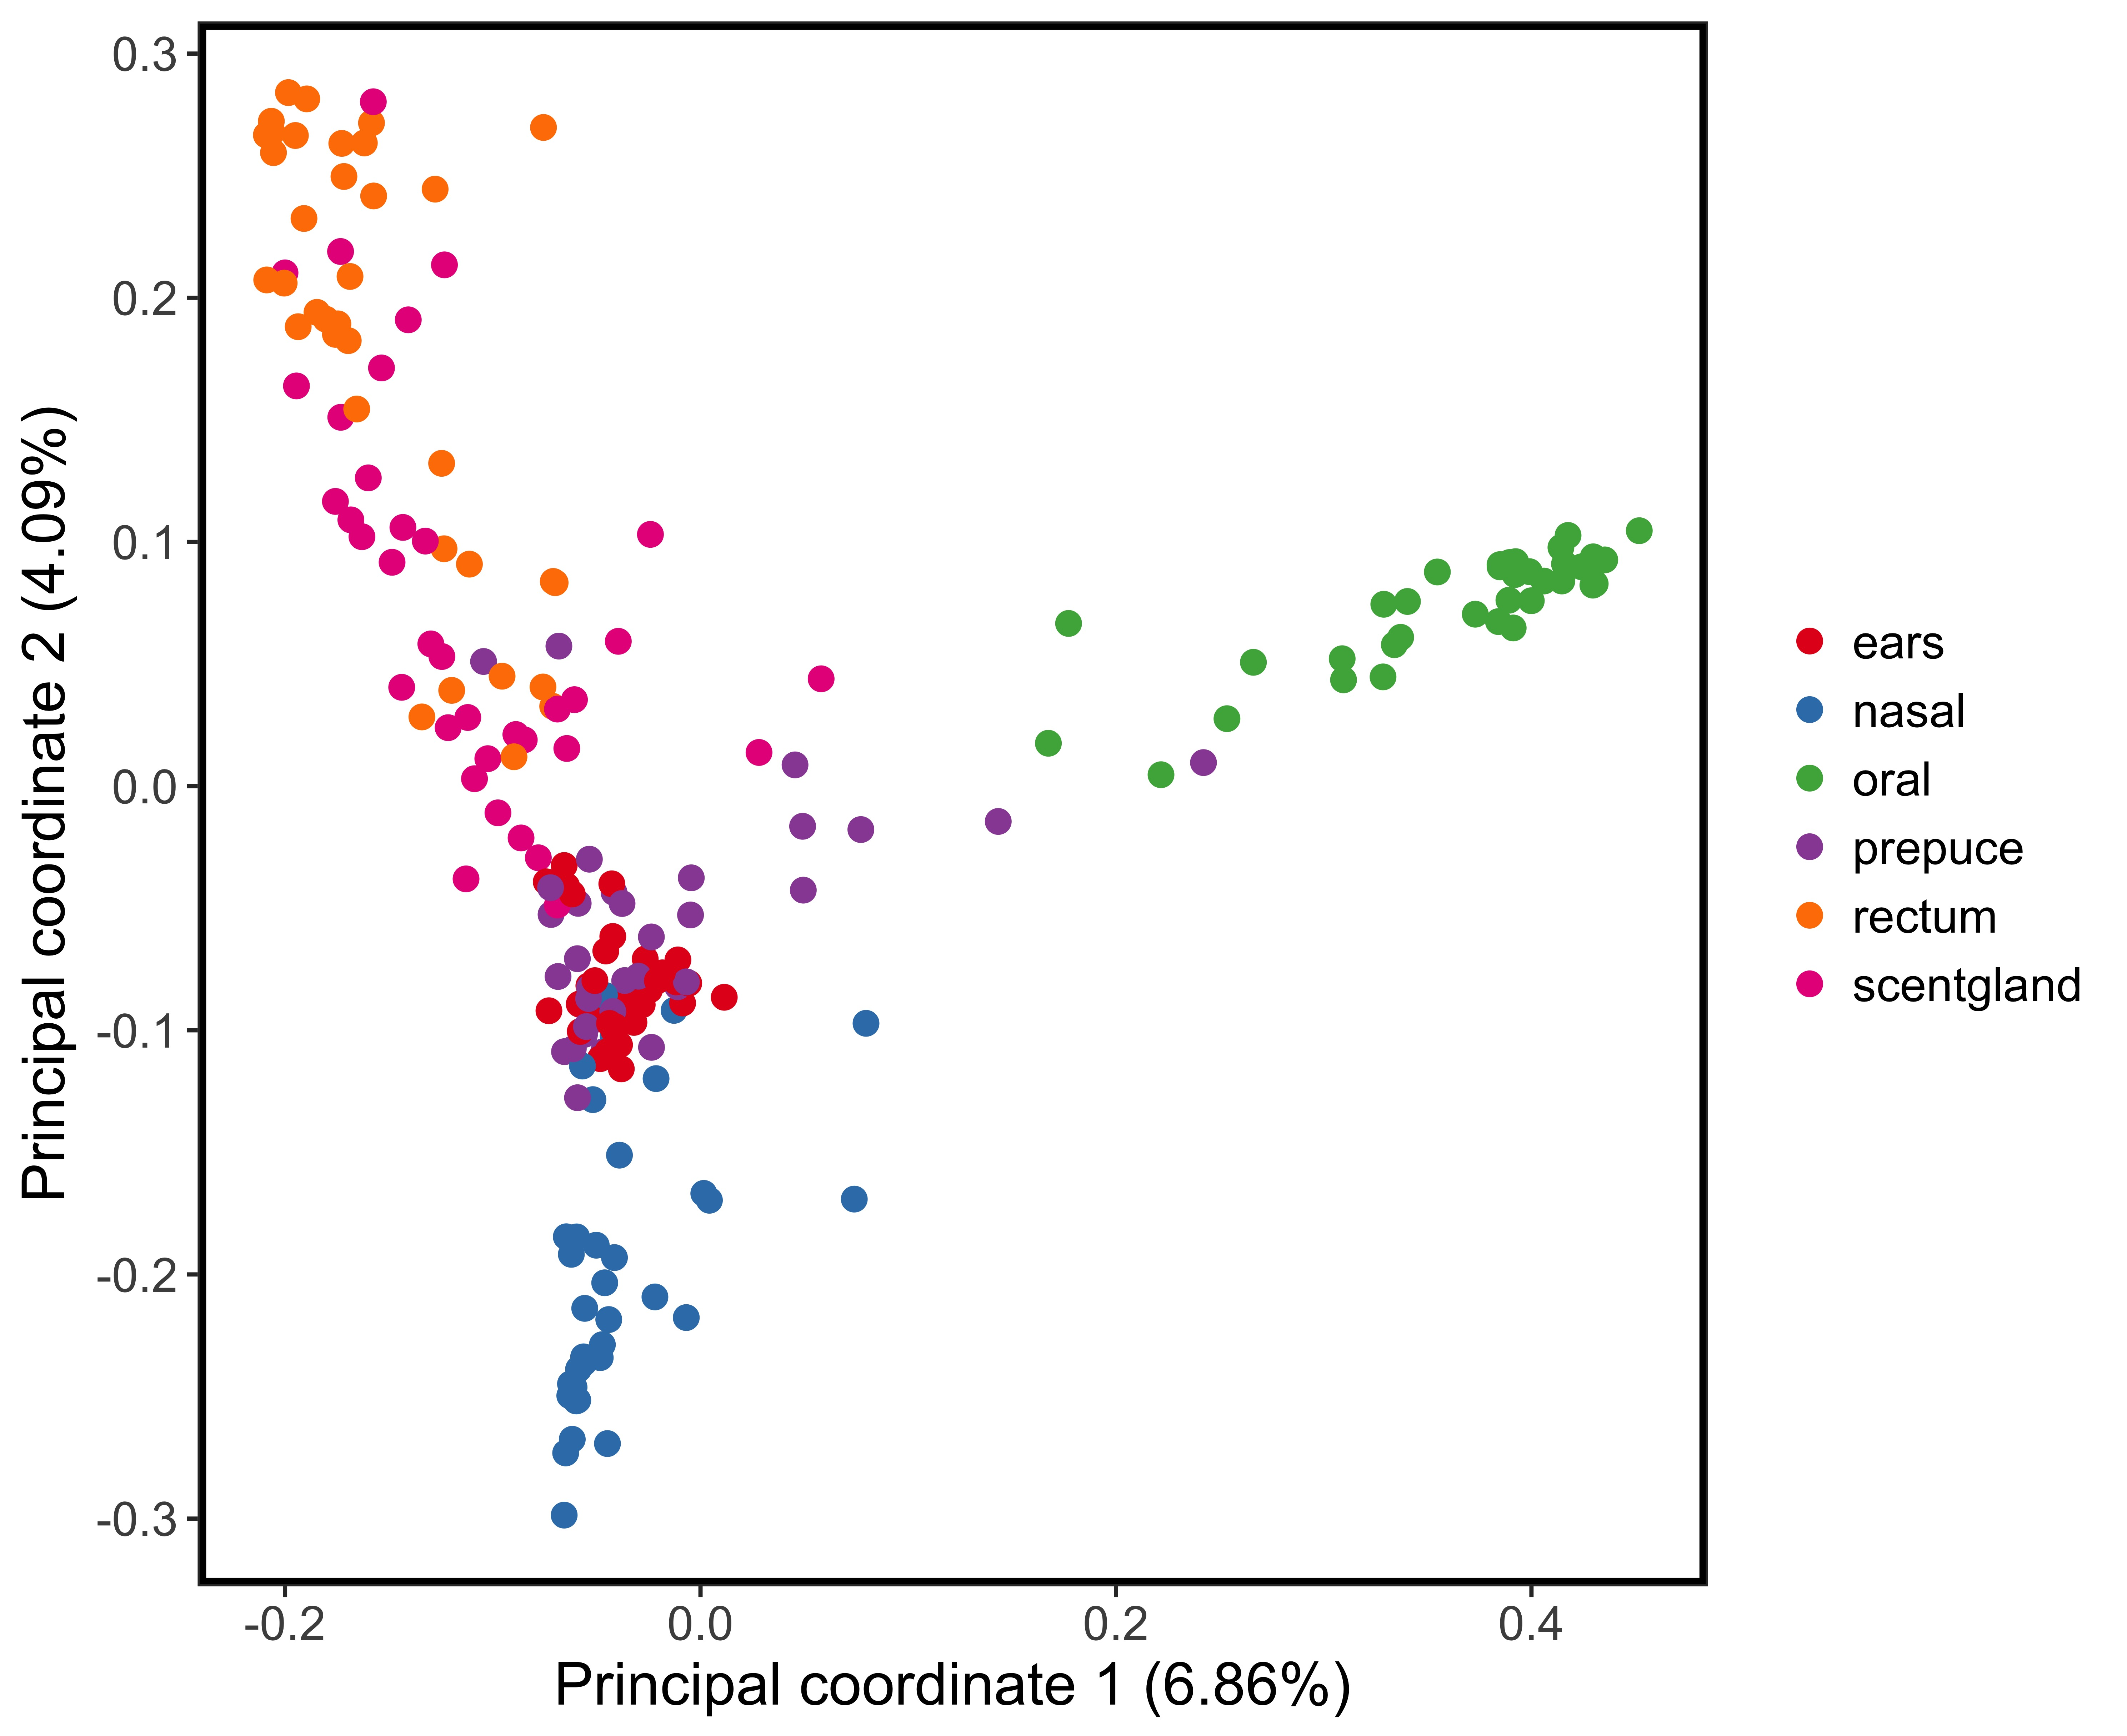 Principal coordinate 2 (4.09%)
0.3
0.2
0.1
0.0
-0.1
-0.2
-0.3
-0.2 0.0 0.2 0.4
Principal coordinate 1 (6.86%)
ears
nasal
oral
prepuce
rectum
scentgland